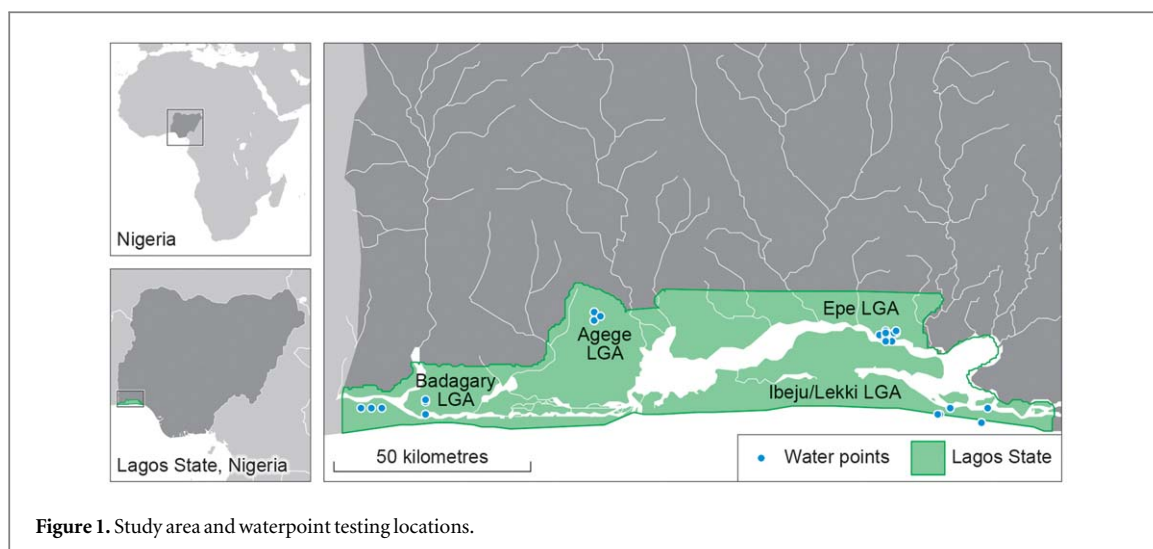 Nigeria
Lagos State, Nigeria
Epe LGA
Agege
LGA
Badagary
LGA
Ibeju/Lekki LGA
50 kilometres
Water points
Lagos State
Figure 1. Study area and waterpoint testing locations.